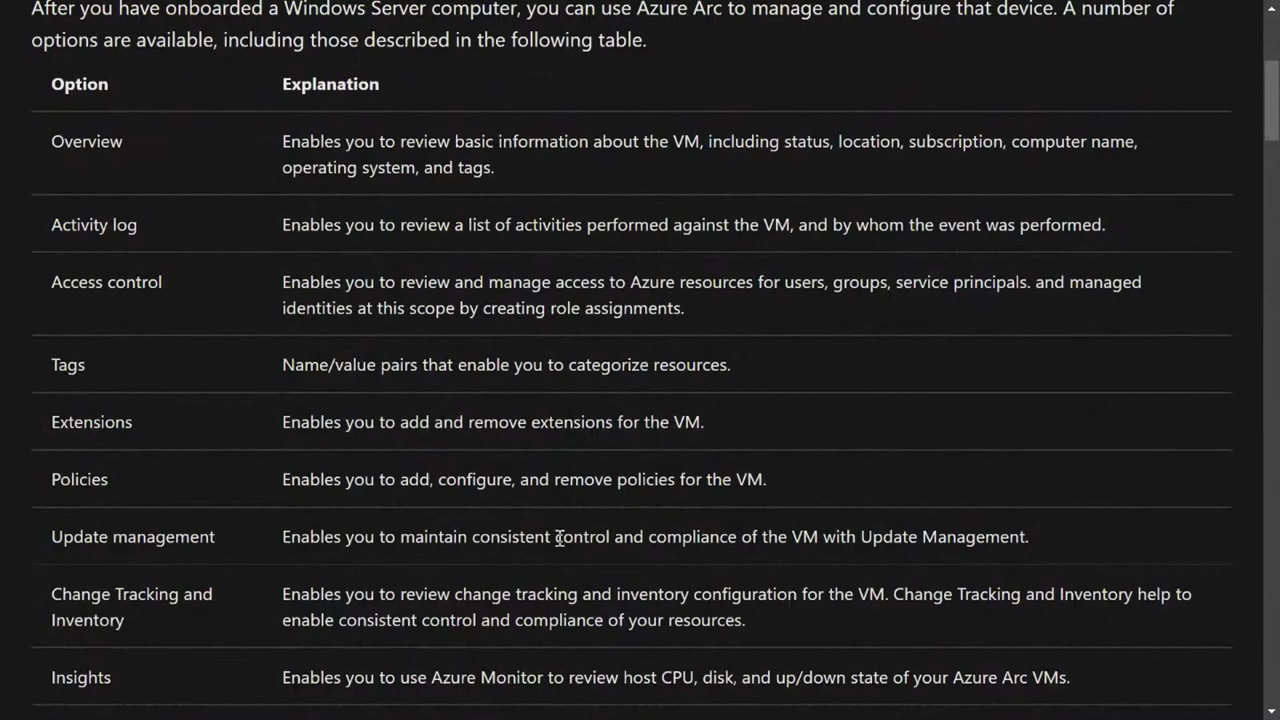 After you have onboarded a Windows Server computer, you can use Azure Arc to manage and configure that device. A number of
options are available, including those described in the following table.
Option Explanation
Overview Enables you to review basic information about the VM, including status, location, subscription, computer name,
operating system, and tags.
Activity log Enables you to review a list of activities performed against the VM, and by whom the event was performed.
Access control Enables you to review and manage access to Azure resources for users, groups, service principals. and managed
identities at this scope by creating role assignments.
Tags Name/value pairs that enable you to categorize resources.
Extensions Enables you to add and remove extensions for the VM.
Policies Enables you to add, configure, and remove policies for the VM.
Update management Enables you to maintain consistent control and compliance of the VM with Update Management.
Change Tracking and Enables you to review change tracking and inventory configuration for the VM. Change Tracking and Inventory help to
Inventory enable consistent control and compliance of your resources.
Insights Enables you to use Azure Monitor to review host CPU, disk, and up/down state of your Azure Arc VMs.